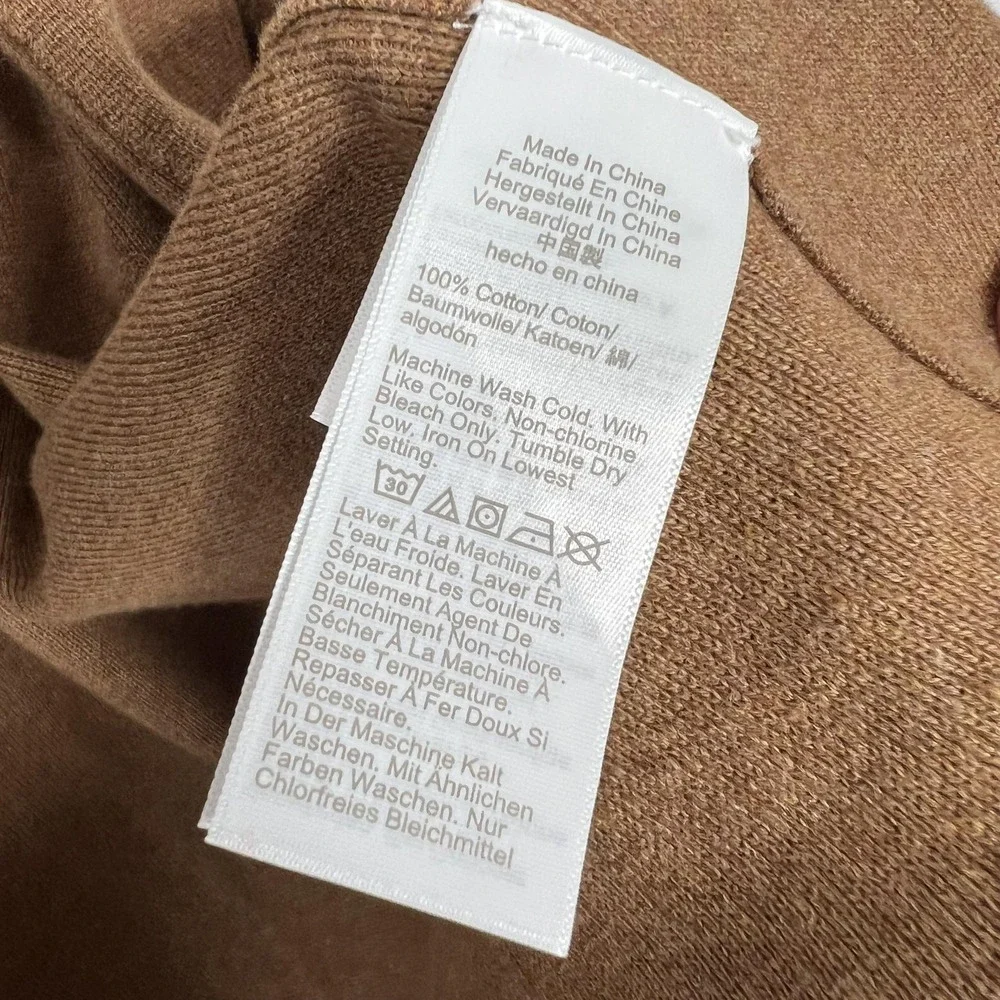 Made In China
Fabriqué En Chine
Hergestellt In China
Vervaardigd In China
中国製
hecho en china
100% Cotton/ Coton/
Baumwolle/ Katoen/ 綿/
algodón
Machine Wash Cold. With
Like Colors. Non-chlorine
Bleach Only. Tumble Dry
Low. Iron On Lowest
Setting.
30
Laver À La Machine À
L'eau Froide. Laver En
Séparant Les Couleurs.
Seulement Agent De
Blanchiment Non-chlore.
Sécher À La Machine À
Basse Température.
Repasser À Fer Doux Si
Nécessaire.
In Der Maschine Kalt
Waschen. Mit Ähnlichen
Farben Waschen. Nur
Chlorfreies Bleichmittel